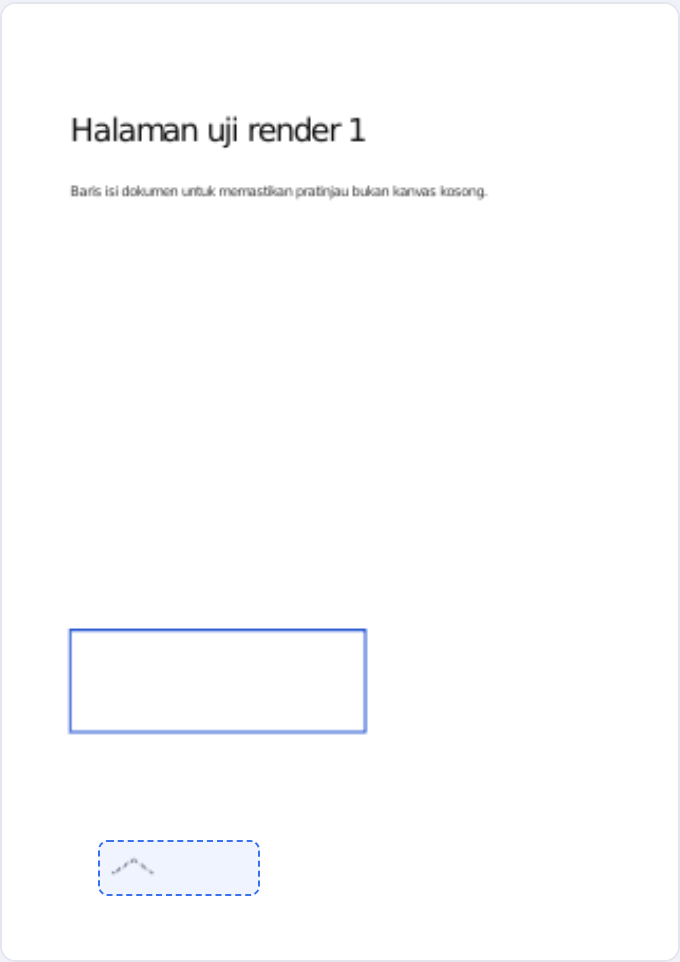 Halaman uji render 1
Baris isi dokumen untuk memastikan pratinjau bukan kanvas kosong.